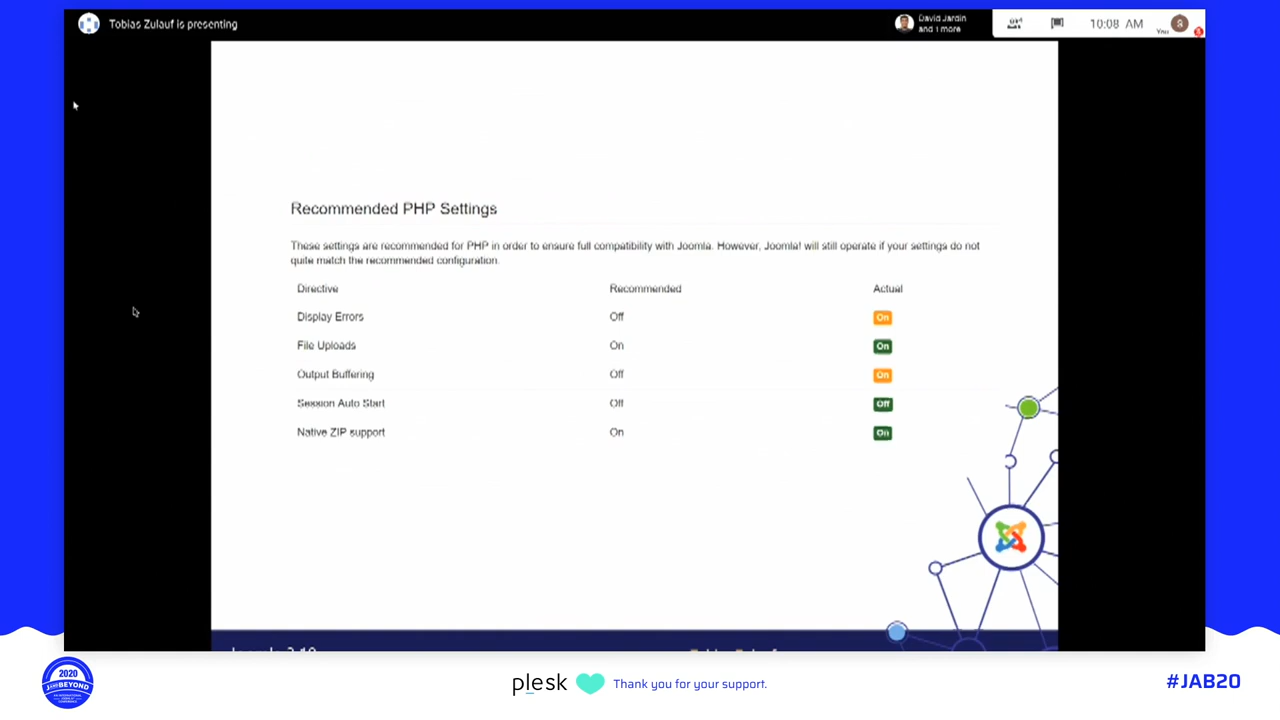 Tobias Zulauf is presenting
David Jardin
and 1 more
10:08 AM
You
S
Recommended PHP Settings
These settings are recommended for PHP in order to ensure full compatibility with Joomla. However, Joomla! will still operate if your settings do not
quite match the recommended configuration.
Directive Recommended Actual
Display Errors Off On
File Uploads On On
Output Buffering Off On
Session Auto Start Off Off
Native ZIP support On On
2020
JANDBEYOND
plesk Thank you for your support.
#JAB20